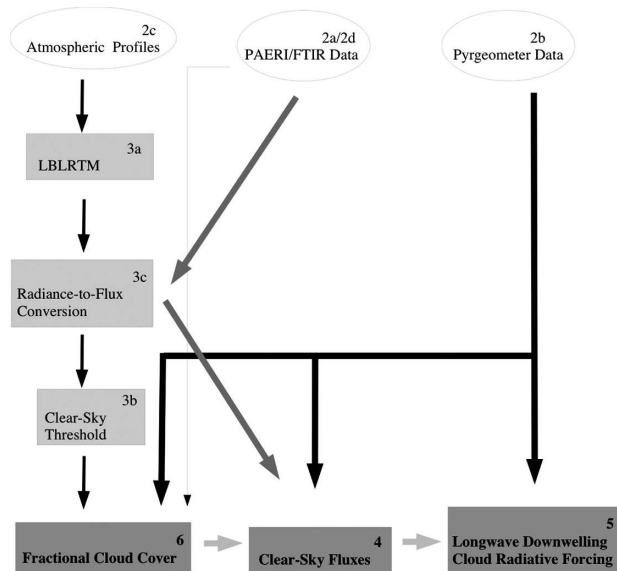 2c
Atmospheric Profiles
2a/2d
PAERI/FTIR Data
2b
Pyrgeometer Data
3a
LBLRTM
3c
Radiance-to-Flux
Conversion
3b
Clear-Sky
Threshold
6
Fractional Cloud Cover
4
Clear-Sky Fluxes
5
Longwave Downwelling
Cloud Radiative Forcing